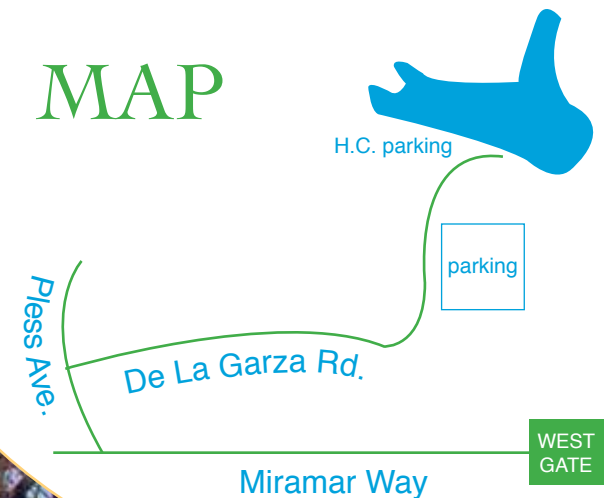 MAP
H.C. parking
parking
Pless Ave.
De La Garza Rd.
WEST
GATE
Miramar Way